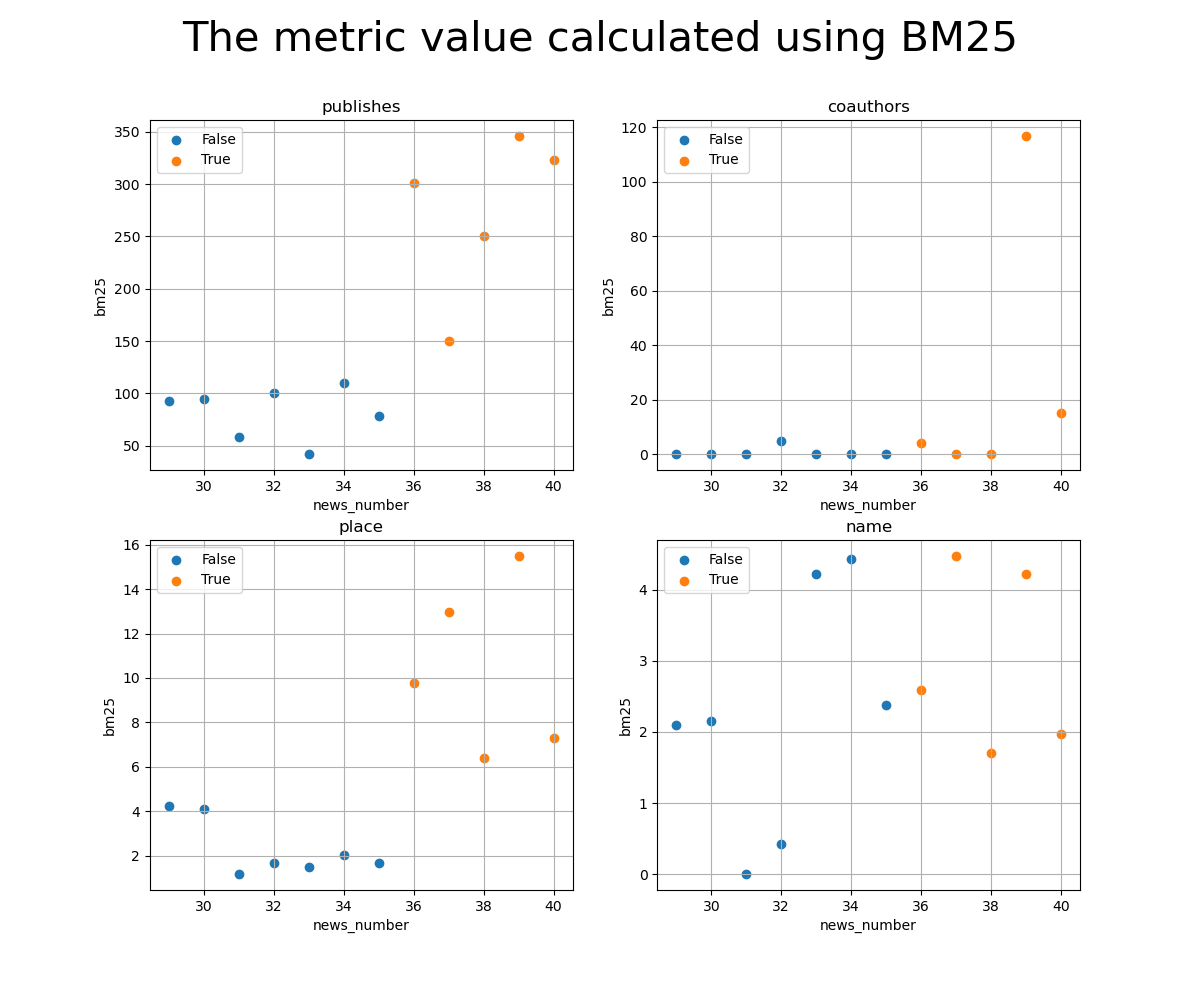 The metric value calculated using BM25
publishes
False
True
350
300
250
200
150
100
50
bm25
30 32 34 36 38 40
news_number
coauthors
False
True
120
100
80
60
40
20
0
bm25
30 32 34 36 38 40
news_number
place
False
True
16
14
12
10
8
6
4
2
bm25
30 32 34 36 38 40
news_number
name
False
True
4
3
2
1
0
bm25
30 32 34 36 38 40
news_number